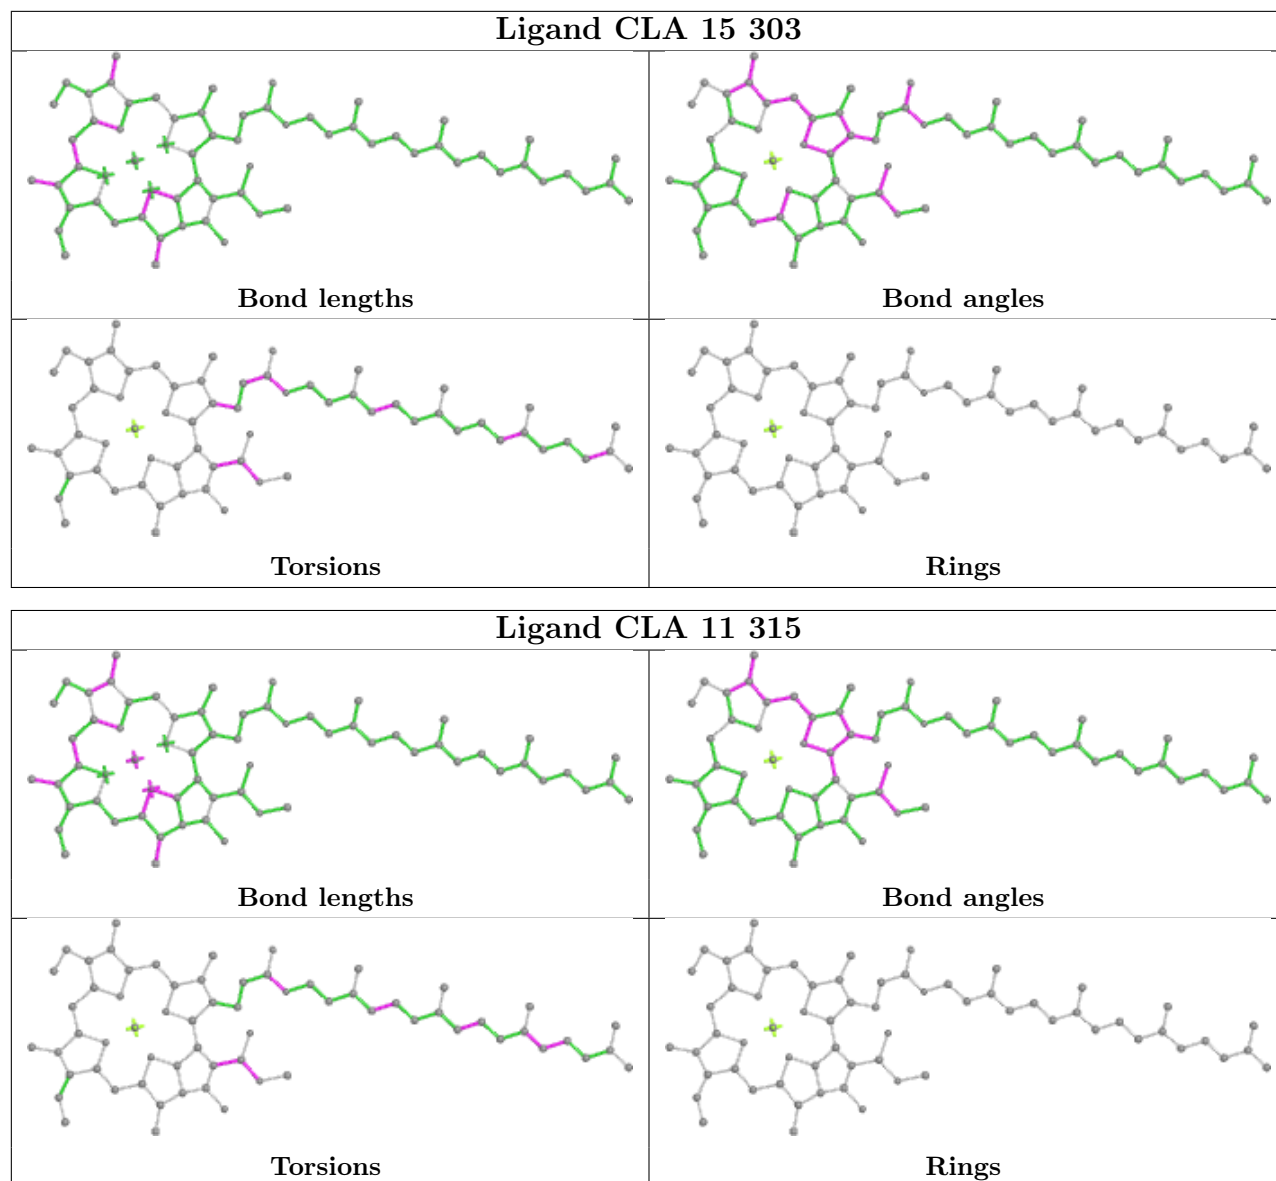 Ligand CLA 15 303
Bond lengths
Bond angles
Torsions
Rings
Ligand CLA 11 315
Bond lengths
Bond angles
Torsions
Rings